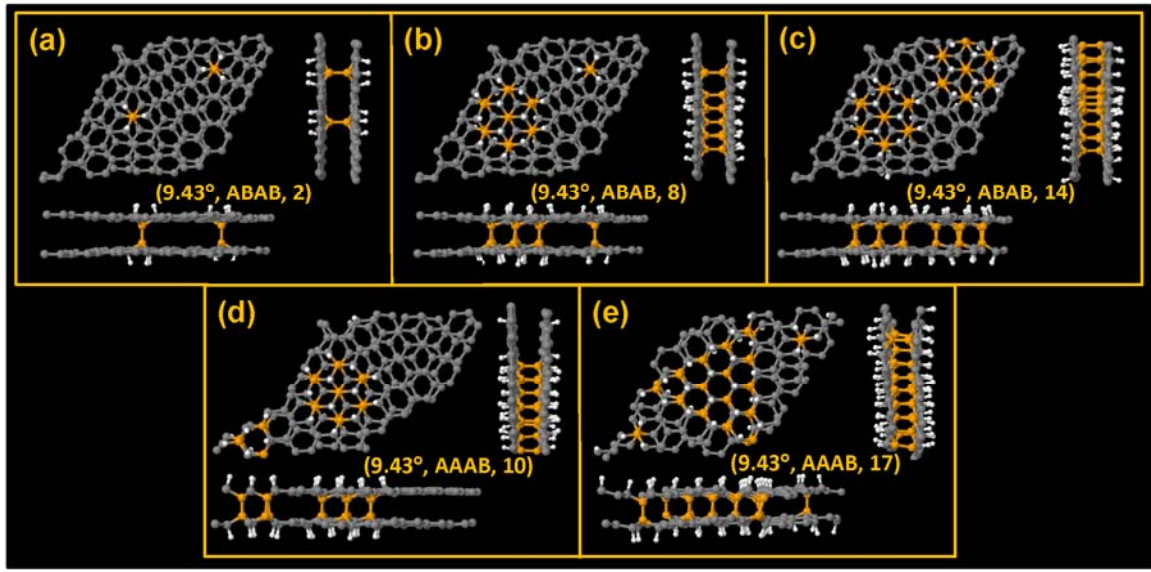 (a)
(9.43°, ABAB, 2)
(b)
(9.43°, ABAB, 8)
(c)
(9.43°, ABAB, 14)
(d)
(9.43°, AAAB, 10)
(e)
(9.43°, AAAB, 17)